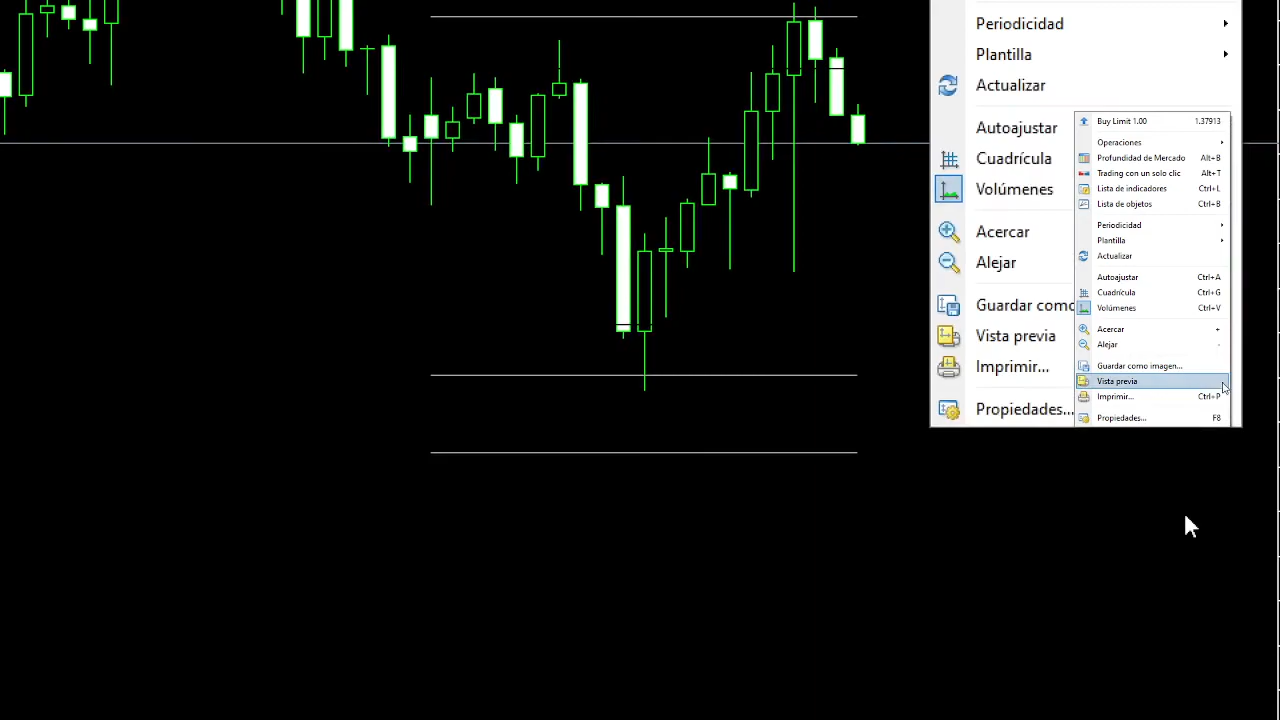 Periodicidad
Plantilla
Actualizar
Autoajustar
Cuadrícula
Volúmenes
Acercar
Alejar
Guardar como
Vista previa
Imprimir...
Propiedades...
Buy Limit 1.00 1.37913
Operaciones
Profundidad de Mercado Alt+B
Trading con un solo clic Alt+T
Lista de indicadores Ctrl+L
Lista de objetos Ctrl+B
Periodicidad
Plantilla
Actualizar
Autoajustar Ctrl+A
Cuadrícula Ctrl+G
Volúmenes Ctrl+V
Acercar +
Alejar -
Guardar como imagen...
Vista previa
Imprimir... Ctrl+P
Propiedades... F8